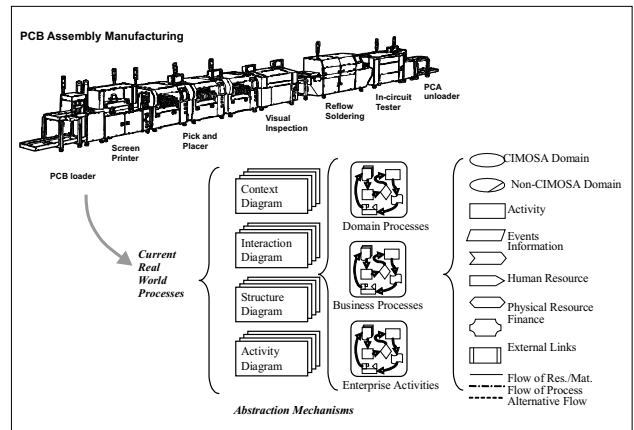 PCB Assembly Manufacturing
PCB loader
Screen
Printer
Pick and
Placer
Visual
Inspection
Reflow
Soldering
In-circuit
Tester
PCA
unloader
Current
Real
World
Processes
Context
Diagram
Interaction
Diagram
Structure
Diagram
Activity
Diagram
Abstraction Mechanisms
Domain Processes
Business Processes
Enterprise Activities
CIMOSA Domain
Non-CIMOSA Domain
Activity
Events
Information
Human Resource
Physical Resource
Finance
External Links
Flow of Res./Mat.
Flow of Process
Alternative Flow